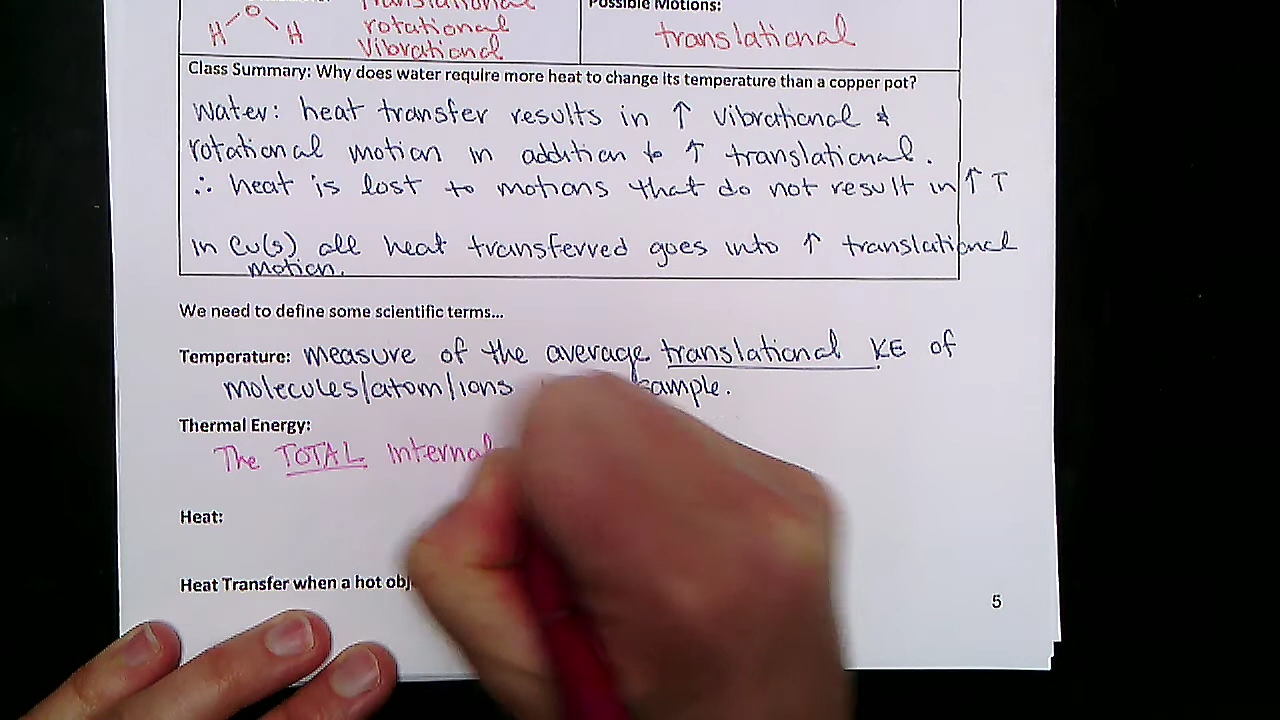 translational
Possible Motions:
H O H rotational
translational
vibrational
Class Summary: Why does water require more heat to change its temperature than a copper pot?
Water: heat transfer results in ↑ vibrational &
rotational motion in addition to ↑ translational.
∴ heat is lost to motions that do not result in ↑ T
In Cu(s) all heat transferred goes into ↑ translational
motion.
We need to define some scientific terms...
Temperature: measure of the average translational KE of
molecules/atom/ions sample.
Thermal Energy:
The TOTAL internal
Heat:
Heat Transfer when a hot obj
5